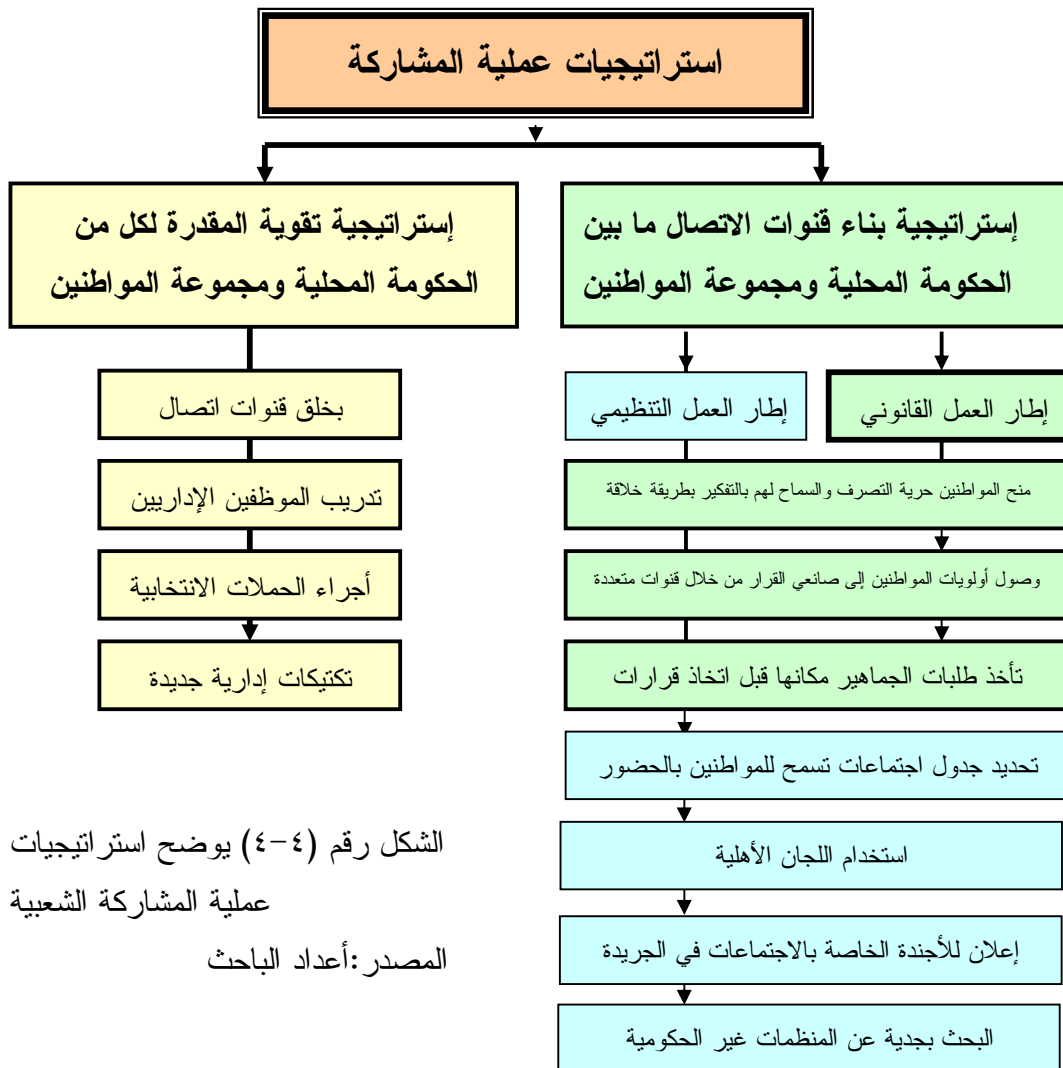 استراتيجيات عملية المشاركة
إستراتيجية بناء قنوات الاتصال ما بين
الحكومة المحلية ومجموعة المواطنين
إطار العمل القانوني
إطار العمل التنظيمي
منح المواطنين حرية التصرف والسماح لهم بالتفكير بطريقة خلاقة
وصول أولويات المواطنين إلى صانعي القرار من خلال قنوات متعددة
تأخذ طلبات الجماهير مكانها قبل اتخاذ قرارات
تحديد جدول اجتماعات تسمح للمواطنين بالحضور
استخدام اللجان الأهلية
إعلان للأجندة الخاصة بالاجتماعات في الجريدة
البحث بجدية عن المنظمات غير الحكومية
إستراتيجية تقوية المقدرة لكل من
الحكومة المحلية ومجموعة المواطنين
بخلق قنوات اتصال
تدريب الموظفين الإداريين
أجراء الحملات الانتخابية
تكتيكات إدارية جديدة
الشكل رقم (٤-٤) يوضح استراتيجيات
عملية المشاركة الشعبية
المصدر:أعداد الباحث